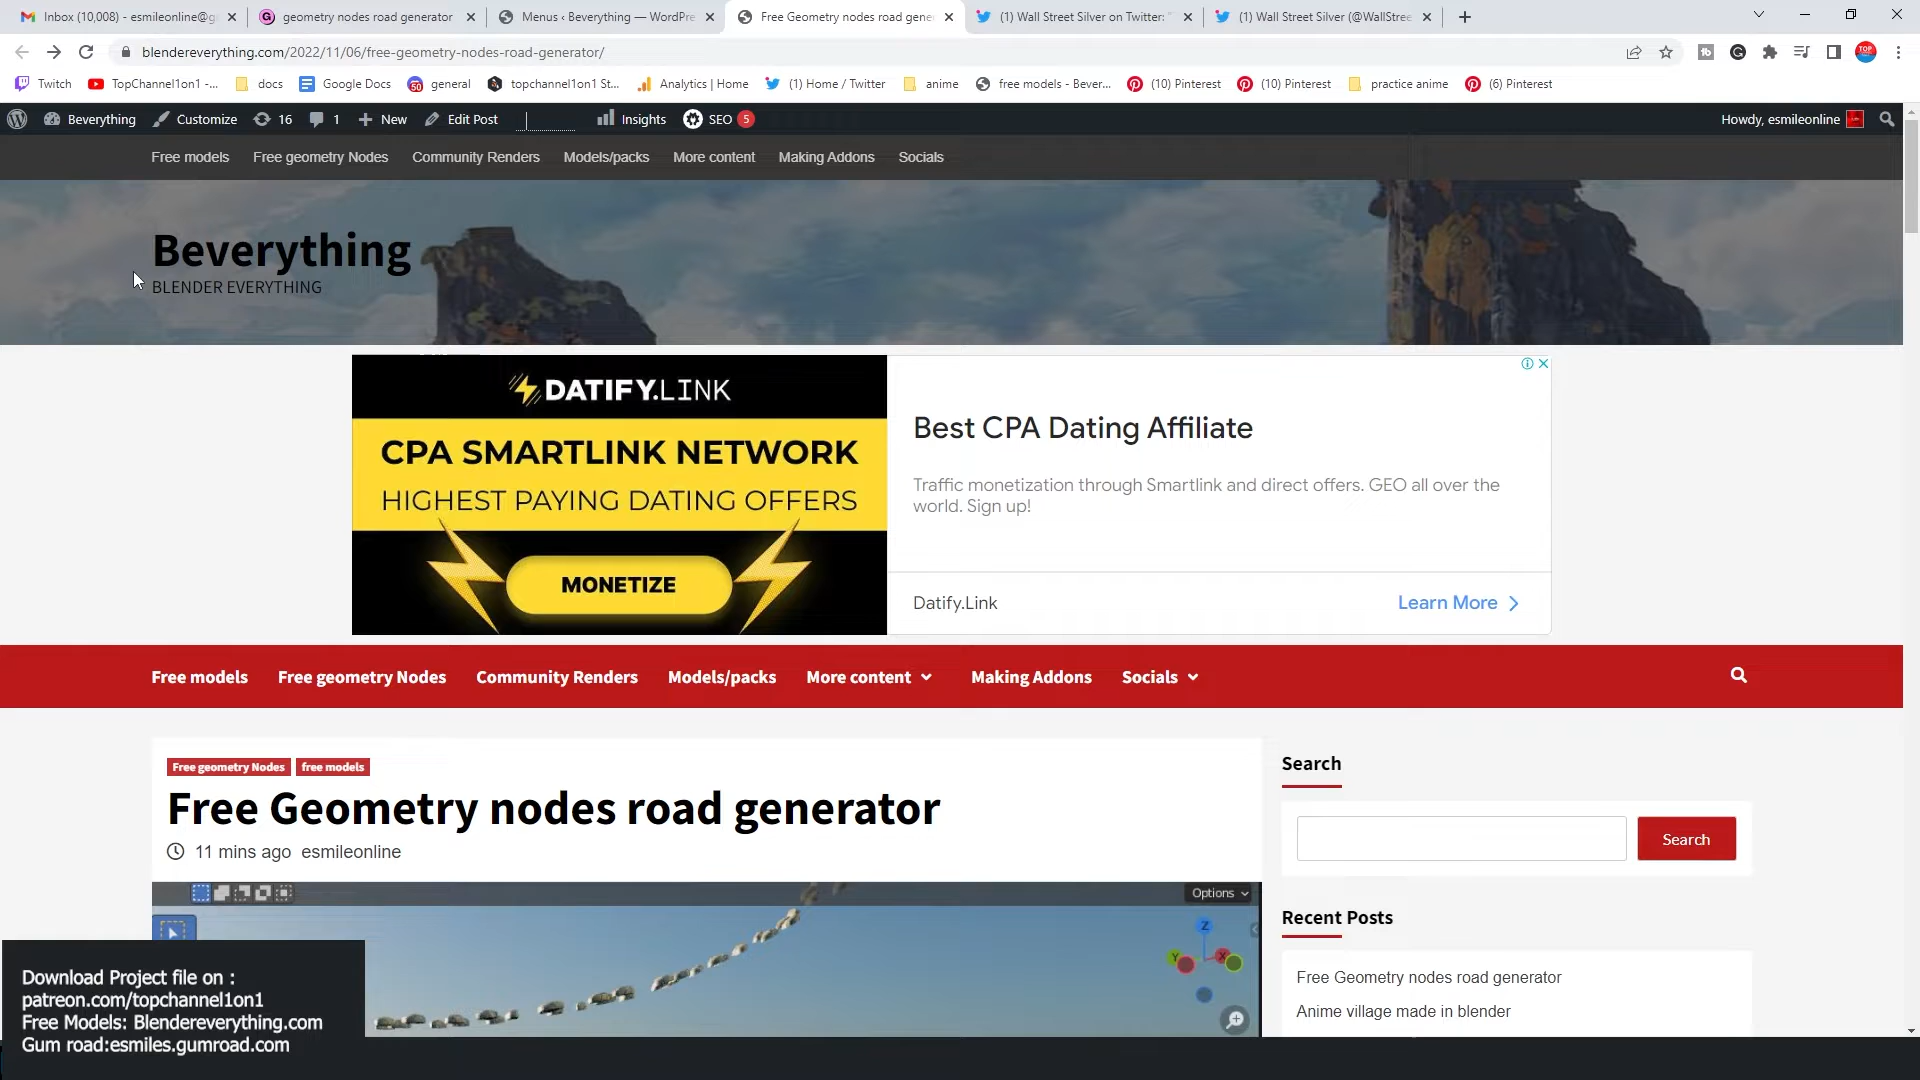 Inbox (10,008) - esmileonline@g
geometry nodes road generator
Menus ‹ Beverything — WordPre
Free Geometry nodes road gene
(1) Wall Street Silver on Twitter: "
(1) Wall Street Silver (@WallStree
blendereverything.com/2022/11/06/free-geometry-nodes-road-generator/
Twitch
TopChannel1on1 -...
docs
Google Docs
50
general
topchannel1on1 St...
Analytics | Home
(1) Home / Twitter
anime
free models - Bever...
(10) Pinterest
(10) Pinterest
practice anime
(6) Pinterest
Beverything
Customize
16
1
New
Edit Post
Insights
SEO 5
Howdy, esmileonline
Free models
Free geometry Nodes
Community Renders
Models/packs
More content
Making Addons
Socials
Beverything
BLENDER EVERYTHING
DATIFY.LINK
CPA SMARTLINK NETWORK
HIGHEST PAYING DATING OFFERS
MONETIZE
Best CPA Dating Affiliate
Traffic monetization through Smartlink and direct offers. GEO all over the
world. Sign up!
Datify.Link
Learn More
Free models
Free geometry Nodes
Community Renders
Models/packs
More content
Making Addons
Socials
Free geometry Nodes
free models
Free Geometry nodes road generator
11 mins ago esmileonline
Search
Search
Recent Posts
Free Geometry nodes road generator
Anime village made in blender
Options
Z
Y
X
Download Project file on :
patreon.com/topchannel1on1
Free Models: Blendereverything.com
Gum road:esmiles.gumroad.com